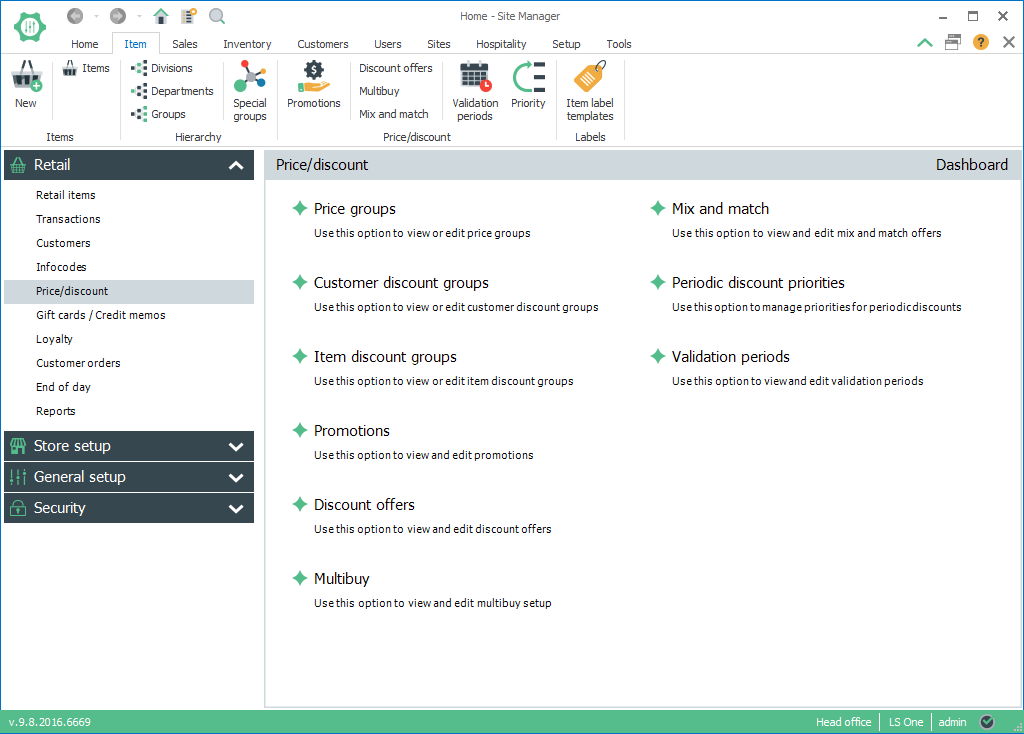 Home - Site Manager
Home Item Sales Inventory Customers Users Sites Hospitality Setup Tools
New
Items
Items
Divisions
Departments
Groups
Hierarchy
Special
groups
Promotions
Discount offers
Multibuy
Mix and match
Price/discount
Validation
periods
Priority
Item label
templates
Labels
Retail
Retail items
Transactions
Customers
Infocodes
Price/discount
Gift cards / Credit memos
Loyalty
Customer orders
End of day
Reports
Store setup
General setup
Security
Price/discount
Dashboard
Price groups
Use this option to view or edit price groups
Customer discount groups
Use this option to view or edit customer discount groups
Item discount groups
Use this option to view or edit item discount groups
Promotions
Use this option to view and edit promotions
Discount offers
Use this option to view and edit discount offers
Multibuy
Use this option to view and edit multibuy setup
Mix and match
Use this option to view and edit mix and match offers
Periodic discount priorities
Use this option to manage priorities for periodic discounts
Validation periods
Use this option to view and edit validation periods
v.9.8.2016.6669
Head office
LS One
admin